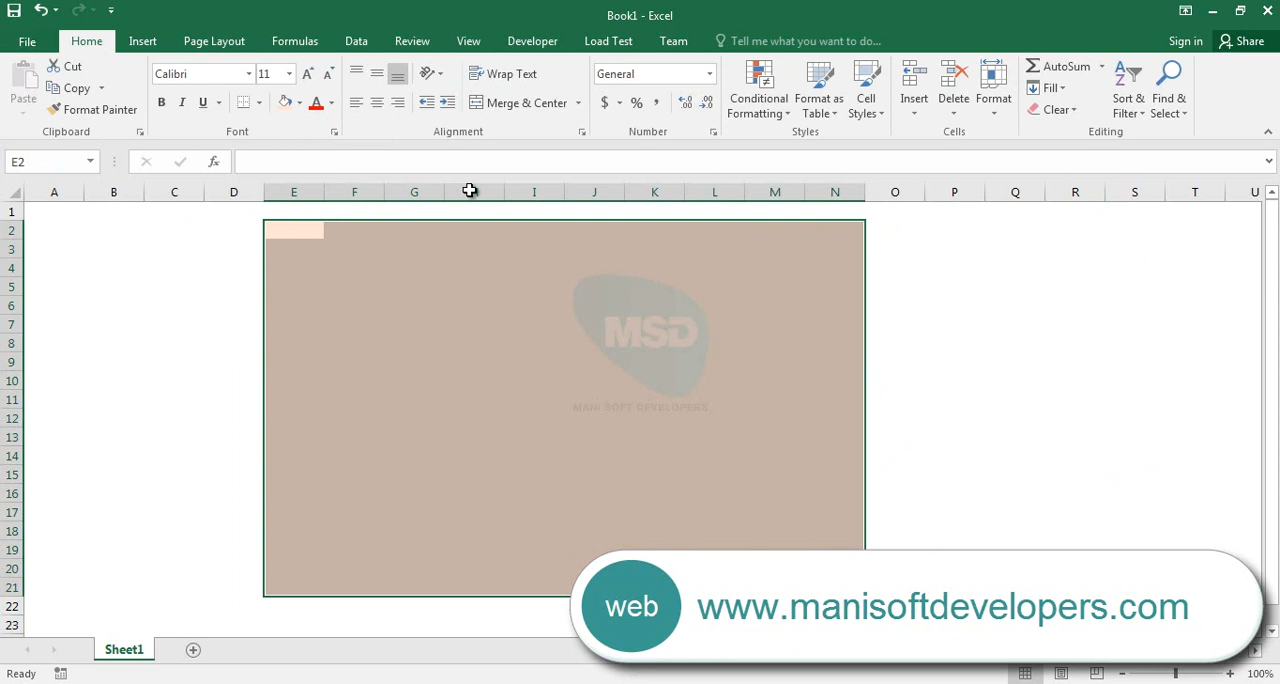 Book1 - Excel
File Home Insert Page Layout Formulas Data Review View Developer Load Test Team Tell me what you want to do... Sign in Share
Paste
Cut
Copy
Format Painter
Clipboard
Calibri 11
B I U
Font
Wrap Text
Merge & Center
Alignment
General
$ % ,
Number
Conditional Formatting
Format as Table
Cell Styles
Styles
Insert Delete Format
Cells
AutoSum
Fill
Clear
Sort & Filter
Find & Select
Editing
E2
fx
A B C D E F G I J K L M N O P Q R S T U
1
2
3
4
5
6
7
8
9
10
11
12
13
14
15
16
17
18
19
20
21
22
23
MSD
MANI SOFT DEVELOPERS
web www.manisoftdevelopers.com
Sheet1
Ready
100%